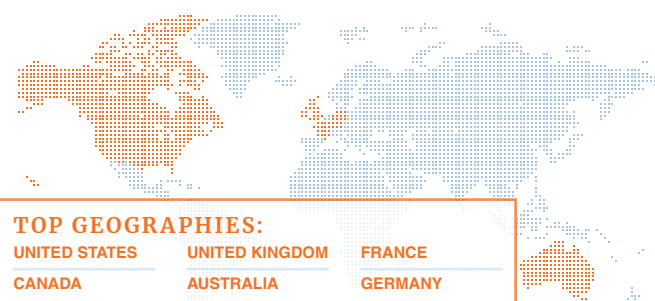 TOP GEOGRAPHIES:
UNITED STATES UNITED KINGDOM FRANCE
CANADA AUSTRALIA GERMANY